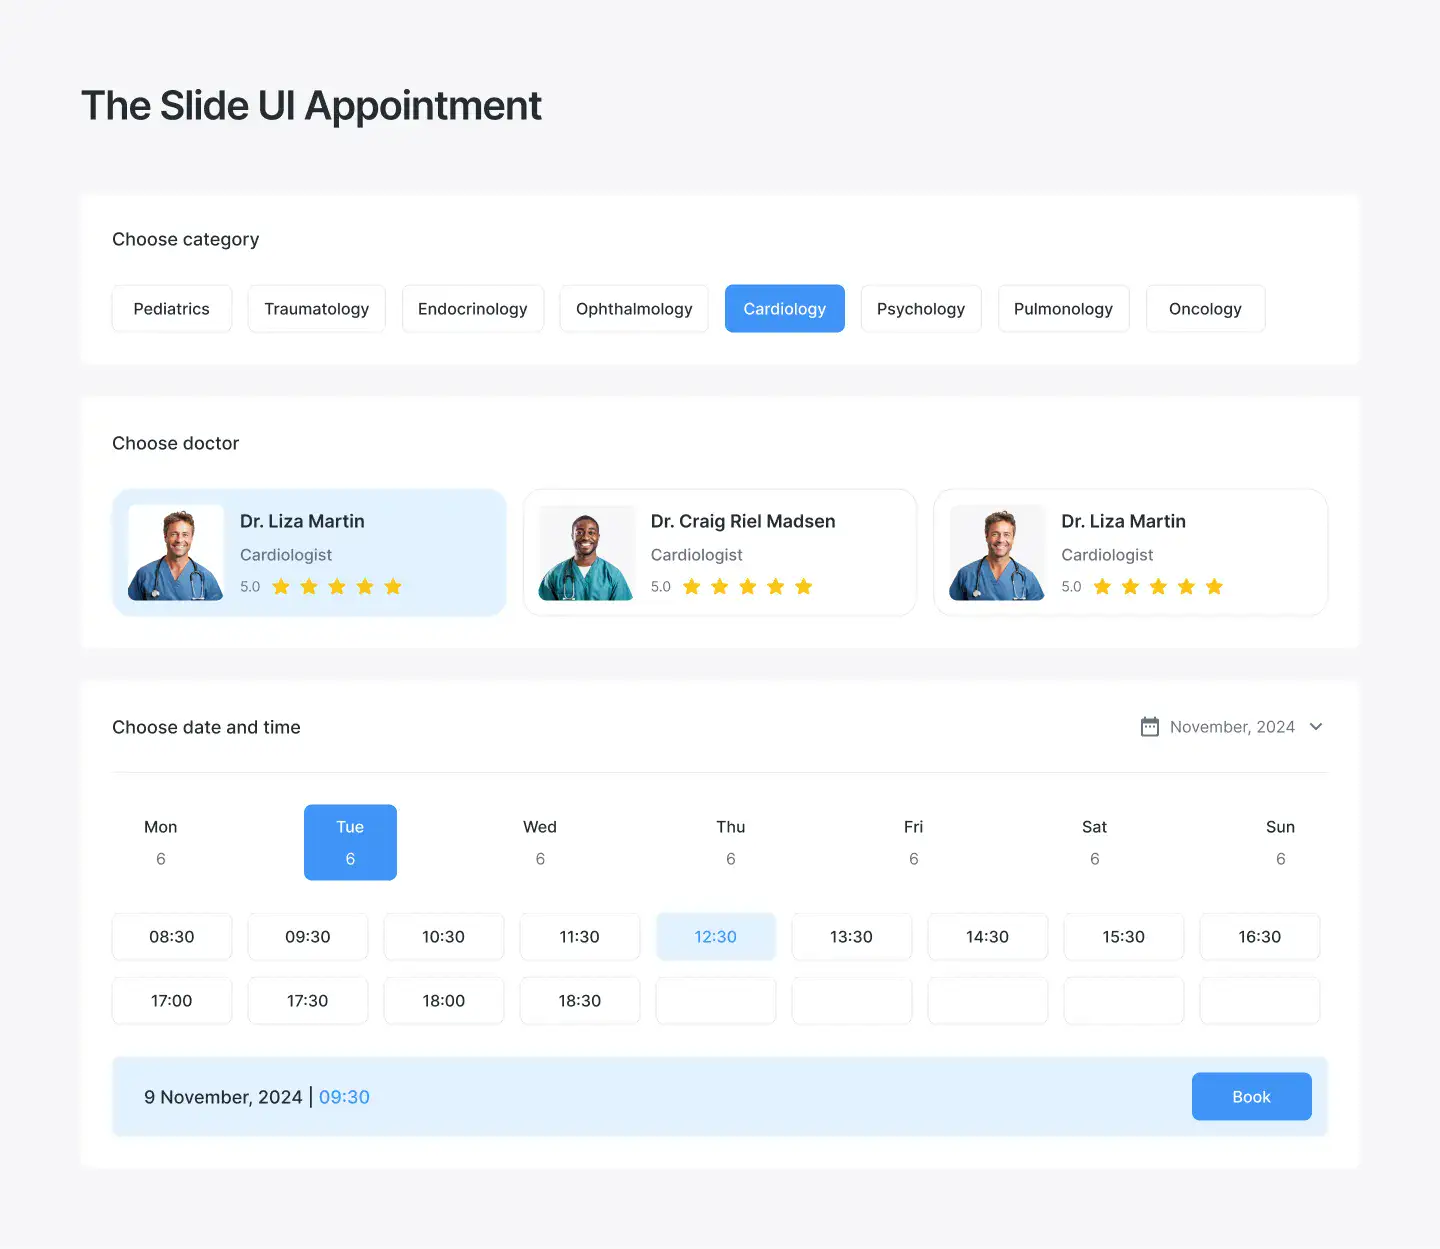 The Slide UI Appointment
Choose category
Pediatrics Traumatology Endocrinology Ophthalmology Cardiology Psychology Pulmonology Oncology
Choose doctor
Dr. Liza Martin
Cardiologist
5.0
Dr. Craig Riel Madsen
Cardiologist
5.0
Dr. Liza Martin
Cardiologist
5.0
Choose date and time
November, 2024
Mon Tue Wed Thu Fri Sat Sun
6 6 6 6 6 6 6
08:30 09:30 10:30 11:30 12:30 13:30 14:30 15:30 16:30
17:00 17:30 18:00 18:30
9 November, 2024 | 09:30
Book